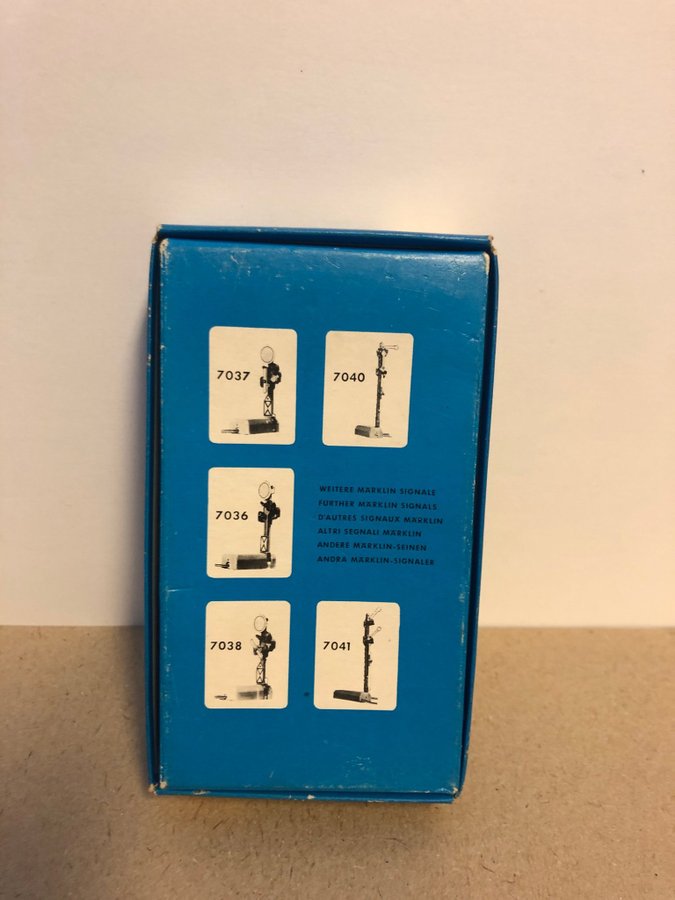 7037
7040
7036
WEITERE MÄRKLIN SIGNALE
FURTHER MÄRKLIN SIGNALS
D'AUTRES SIGNAUX MÄRKLIN
ALTRI SEGNALI MÄRKLIN
ANDERE MÄRKLIN-SEINEN
ANDRA MÄRKLIN-SIGNALER
7038
7041